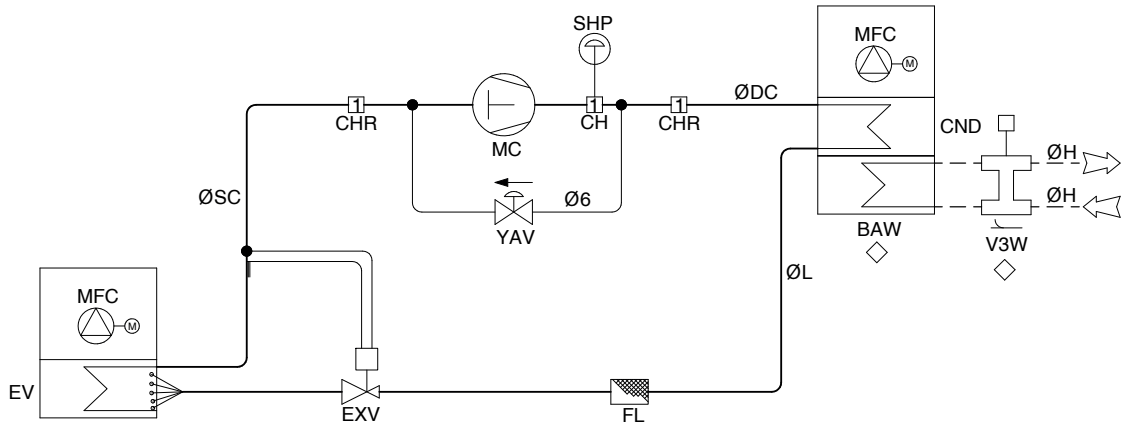 SHP
MFC
M
1
1
1
ØDC
CHR
CH
CHR
CND
MC
ØH
ØSC
Ø6
ØH
YAV
BAW
V3W
ØL
MFC
M
EV
EXV
FL